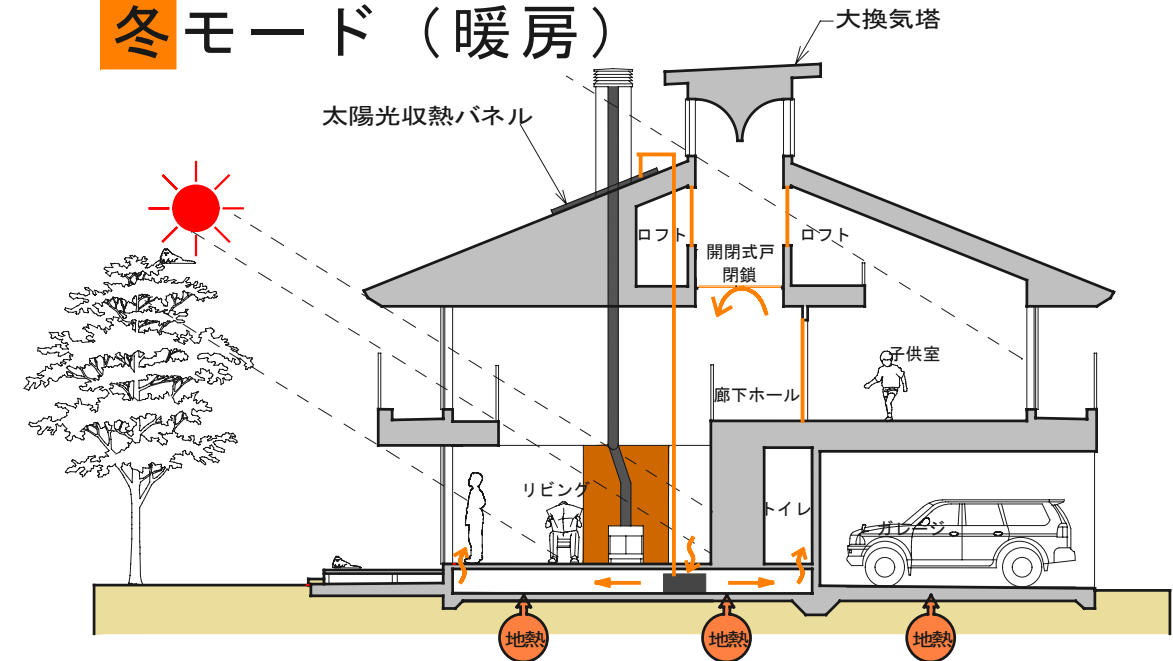 冬モード（暖房）
大換気塔
太陽光収熱パネル
ロフト
ロフト
開閉式戸
閉鎖
子供室
廊下ホール
リビング
トイレ
ガレージ
地熱
地熱
地熱